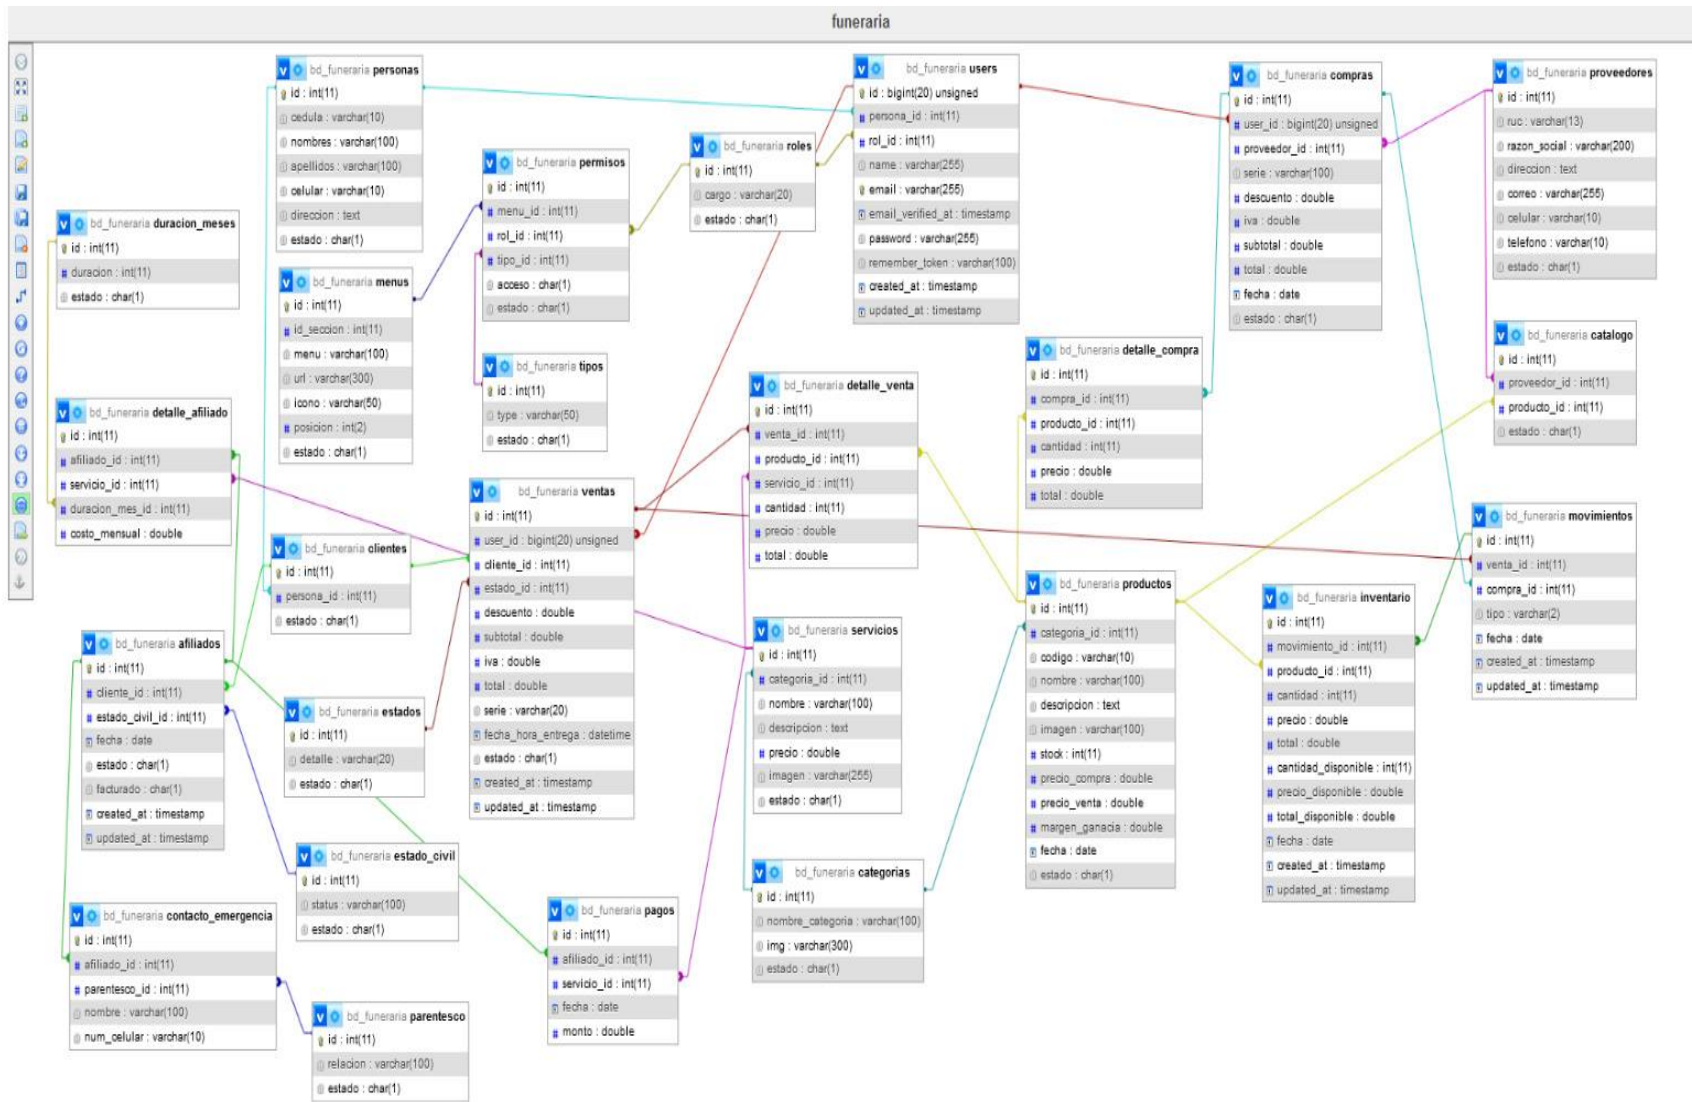 funeraria
bd_funeraria personas
id : int(11)
cedula : varchar(10)
nombres : varchar(100)
apellidos : varchar(100)
celular : varchar(10)
direccion : text
estado : char(1)
bd_funeraria users
id : bigint(20) unsigned
persona_id : int(11)
rol_id : int(11)
name : varchar(255)
email : varchar(255)
email_verified_at : timestamp
password : varchar(255)
remember_token : varchar(100)
created_at : timestamp
updated_at : timestamp
bd_funeraria compras
id : int(11)
user_id : bigint(20) unsigned
proveedor_id : int(11)
serie : varchar(100)
descuento : double
iva : double
subtotal : double
total : double
fecha : date
estado : char(1)
bd_funeraria proveedores
id : int(11)
ruc : varchar(13)
razon_social : varchar(200)
direccion : text
correo : varchar(255)
celular : varchar(10)
telefono : varchar(10)
estado : char(1)
bd_funeraria roles
id : int(11)
cargo : varchar(20)
estado : char(1)
bd_funeraria permisos
id : int(11)
menu_id : int(11)
rol_id : int(11)
tipo_id : int(11)
acceso : char(1)
estado : char(1)
bd_funeraria duracion_meses
id : int(11)
duracion : int(11)
estado : char(1)
bd_funeraria menus
id : int(11)
id_seccion : int(11)
menu : varchar(100)
url : varchar(300)
icono : varchar(50)
posicion : int(2)
estado : char(1)
bd_funeraria tipos
id : int(11)
type : varchar(50)
estado : char(1)
bd_funeraria detalle_compra
id : int(11)
compra_id : int(11)
producto_id : int(11)
cantidad : int(11)
precio : double
total : double
bd_funeraria catalogo
id : int(11)
proveedor_id : int(11)
producto_id : int(11)
estado : char(1)
bd_funeraria detalle_venta
id : int(11)
venta_id : int(11)
producto_id : int(11)
servicio_id : int(11)
cantidad : int(11)
precio : double
total : double
bd_funeraria detalle_afiliado
id : int(11)
afiliado_id : int(11)
servicio_id : int(11)
duracion_mes_id : int(11)
costo_mensual : double
bd_funeraria ventas
id : int(11)
user_id : bigint(20) unsigned
cliente_id : int(11)
estado_id : int(11)
descuento : double
subtotal : double
iva : double
total : double
serie : varchar(20)
fecha_hora_entrega : datetime
estado : char(1)
created_at : timestamp
updated_at : timestamp
bd_funeraria movimientos
id : int(11)
venta_id : int(11)
compra_id : int(11)
tipo : varchar(2)
fecha : date
created_at : timestamp
updated_at : timestamp
bd_funeraria clientes
id : int(11)
persona_id : int(11)
estado : char(1)
bd_funeraria productos
id : int(11)
categoria_id : int(11)
codigo : varchar(10)
nombre : varchar(100)
descripcion : text
imagen : varchar(100)
stock : int(11)
precio_compra : double
precio_venta : double
margen_ganacia : double
fecha : date
estado : char(1)
bd_funeraria inventario
id : int(11)
movimiento_id : int(11)
producto_id : int(11)
cantidad : int(11)
precio : double
total : double
cantidad_disponible : int(11)
precio_disponible : double
total_disponible : double
fecha : date
created_at : timestamp
updated_at : timestamp
bd_funeraria servicios
id : int(11)
categoria_id : int(11)
nombre : varchar(100)
descripcion : text
precio : double
imagen : varchar(255)
estado : char(1)
bd_funeraria afiliados
id : int(11)
cliente_id : int(11)
estado_civil_id : int(11)
fecha : date
estado : char(1)
facturado : char(1)
created_at : timestamp
updated_at : timestamp
bd_funeraria estados
id : int(11)
detalle : varchar(20)
estado : char(1)
bd_funeraria estado_civil
id : int(11)
status : varchar(100)
estado : char(1)
bd_funeraria categorias
id : int(11)
nombre_categoria : varchar(100)
img : varchar(300)
estado : char(1)
bd_funeraria pagos
id : int(11)
afiliado_id : int(11)
servicio_id : int(11)
fecha : date
monto : double
bd_funeraria contacto_emergencia
id : int(11)
afiliado_id : int(11)
parentesco_id : int(11)
nombre : varchar(100)
num_celular : varchar(10)
bd_funeraria parentesco
id : int(11)
relacion : varchar(100)
estado : char(1)